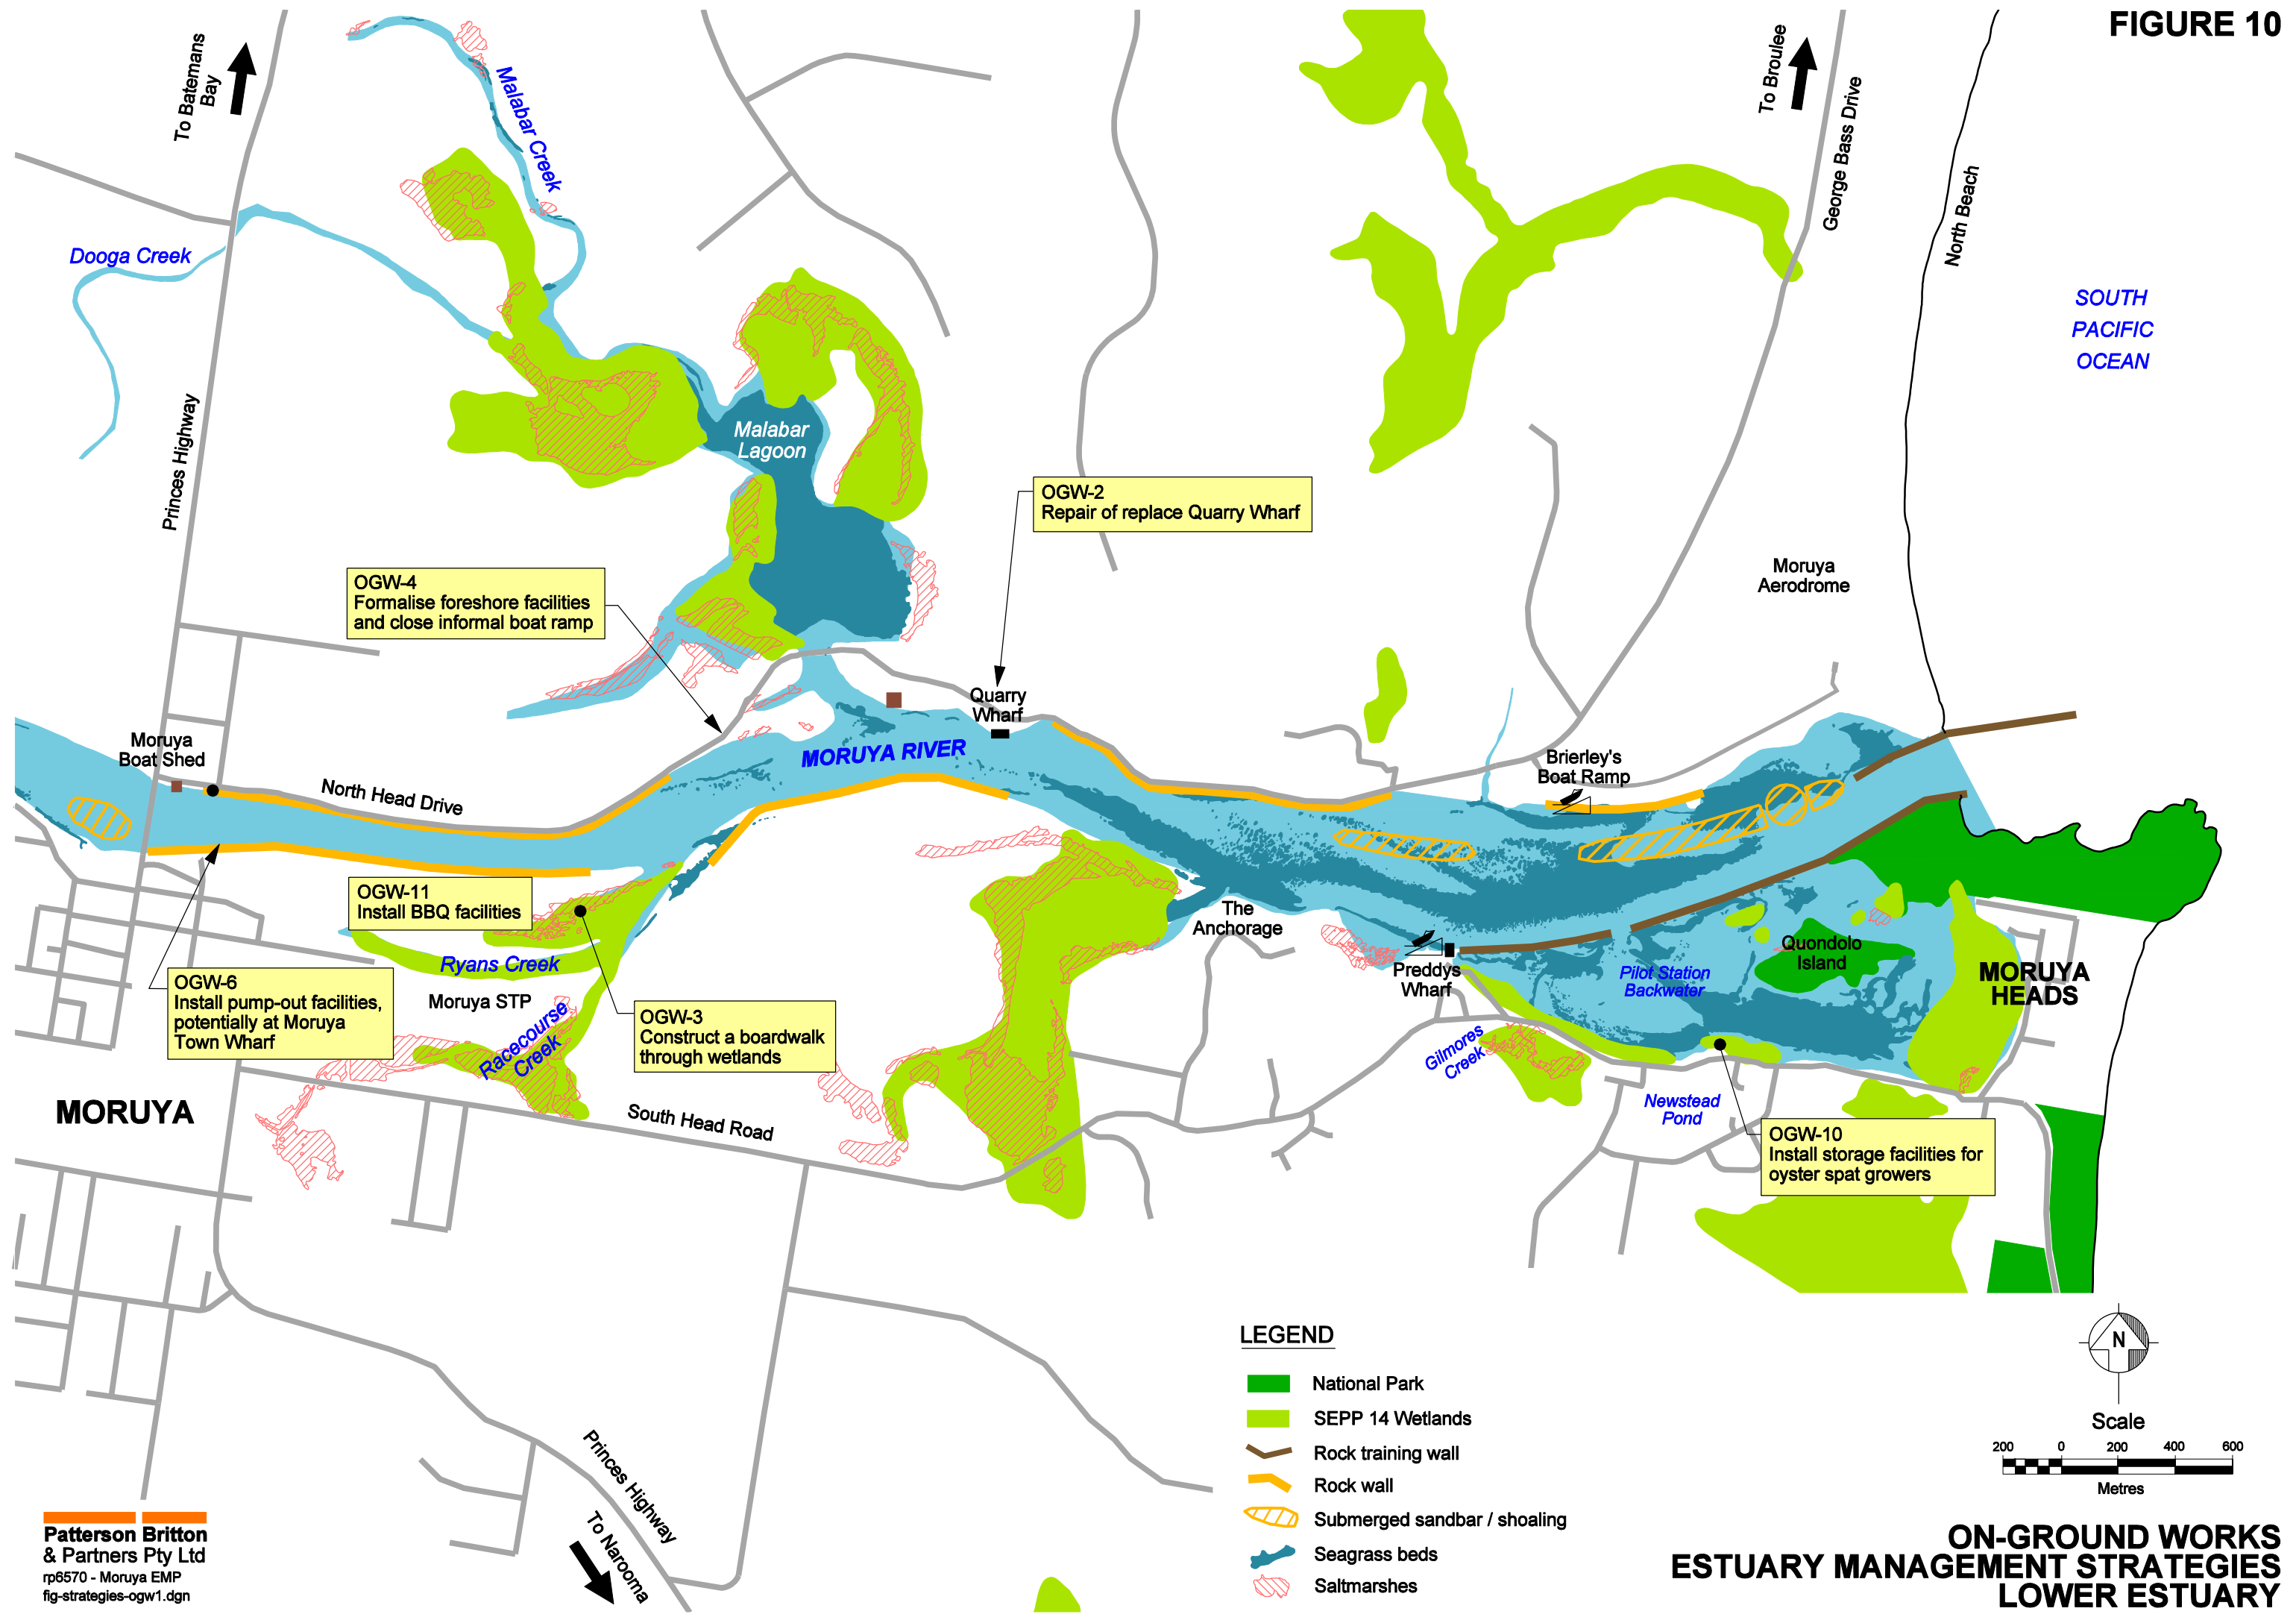 FIGURE 10
To Batemans
Bay
Malabar Creek
To Broulee
George Bass Drive
North Beach
Dooga Creek
SOUTH
PACIFIC
OCEAN
Princes Highway
Malabar
Lagoon
OGW-2
Repair of replace Quarry Wharf
OGW-4
Formalise foreshore facilities
and close informal boat ramp
Moruya
Aerodrome
Quarry
Wharf
Moruya
Boat Shed
MORUYA RIVER
Brierley's
Boat Ramp
North Head Drive
OGW-11
Install BBQ facilities
The
Anchorage
Ryans Creek
Quondolo
Island
Preddys
Wharf
Pilot Station
Backwater
MORUYA
HEADS
OGW-6
Install pump-out facilities,
potentially at Moruya
Town Wharf
Moruya STP
Racecourse
Creek
OGW-3
Construct a boardwalk
through wetlands
Gilmores
Creek
MORUYA
South Head Road
Newstead
Pond
OGW-10
Install storage facilities for
oyster spat growers
LEGEND
National Park
SEPP 14 Wetlands
Rock training wall
Rock wall
Submerged sandbar / shoaling
Seagrass beds
Saltmarshes
N
Scale
200 0 200 400 600
Metres
Princes Highway
To Narooma
Patterson Britton
& Partners Pty Ltd
rp6570 - Moruya EMP
fig-strategies-ogw1.dgn
ON-GROUND WORKS
ESTUARY MANAGEMENT STRATEGIES
LOWER ESTUARY